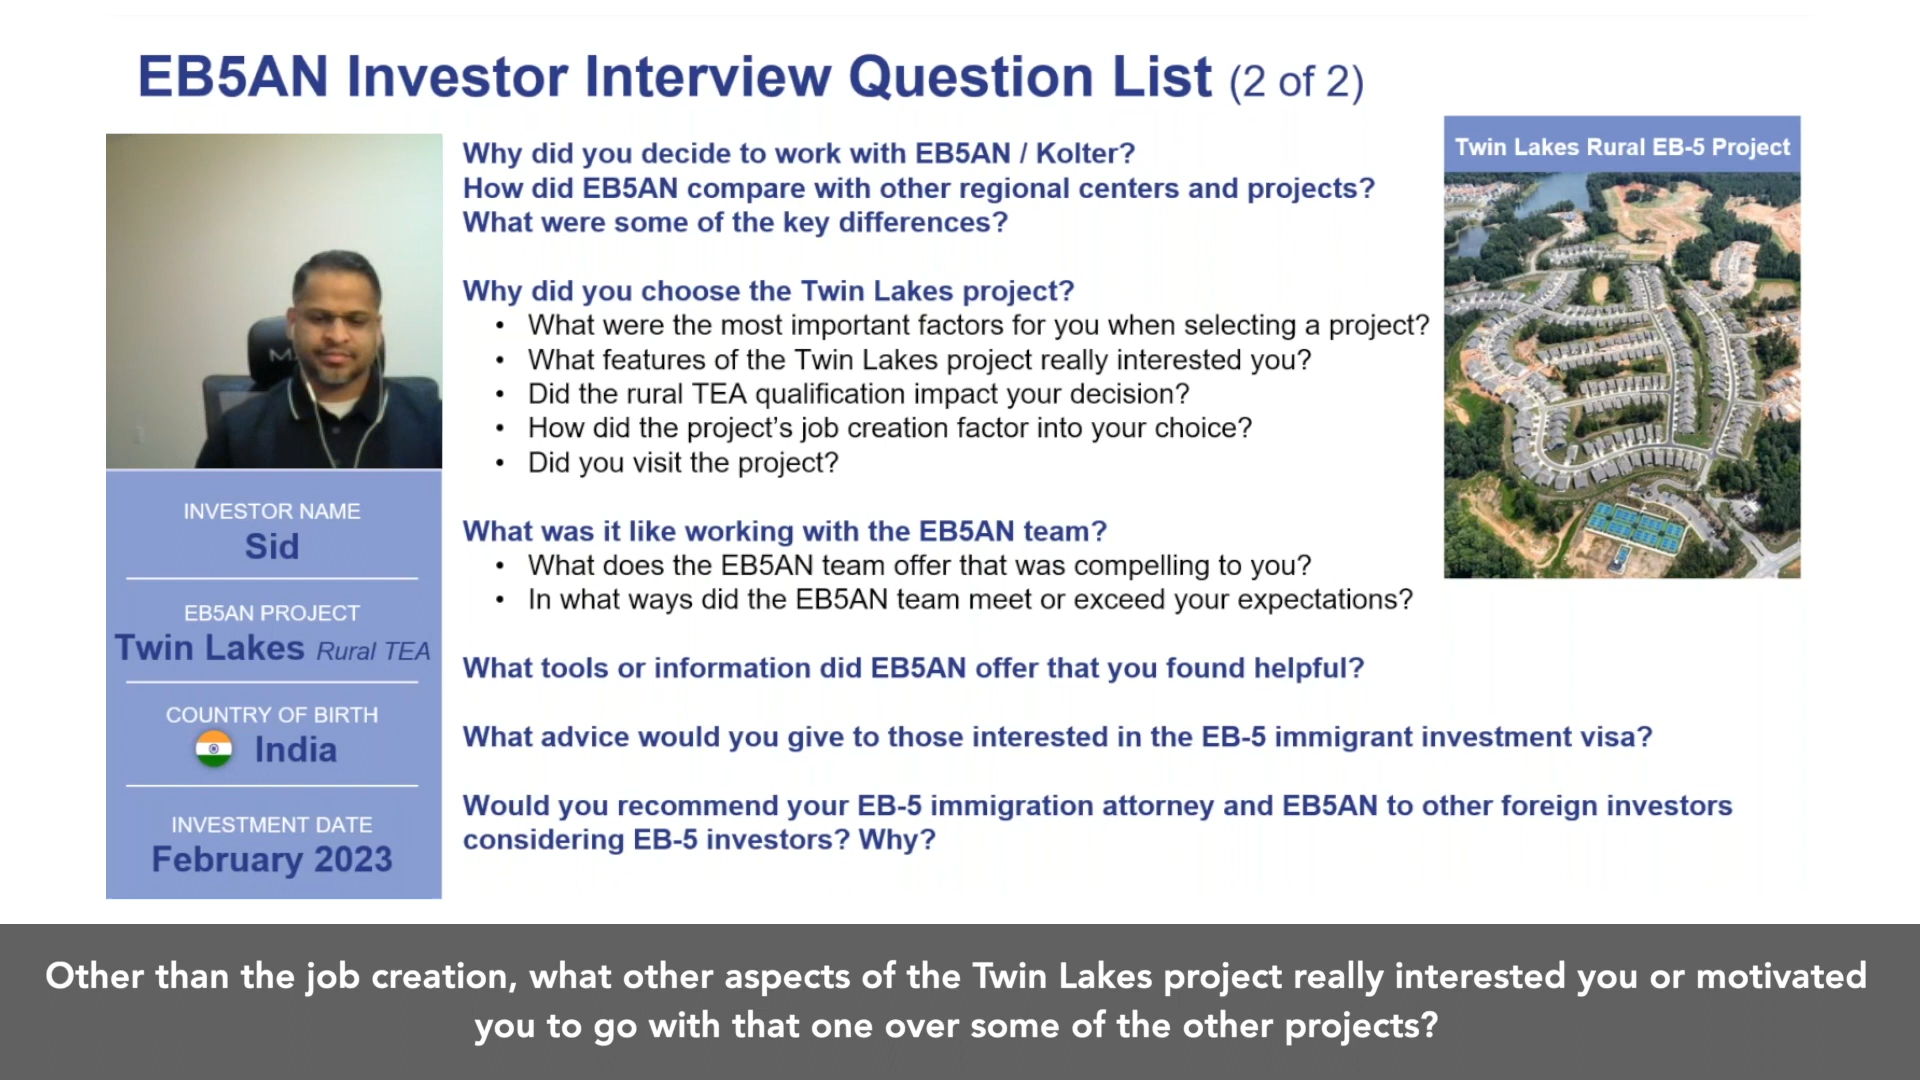 EB5AN Investor Interview Question List (2 of 2)
Why did you decide to work with EB5AN / Kolter?
How did EB5AN compare with other regional centers and projects?
What were some of the key differences?
Why did you choose the Twin Lakes project?
• What were the most important factors for you when selecting a project?
• What features of the Twin Lakes project really interested you?
• Did the rural TEA qualification impact your decision?
• How did the project's job creation factor into your choice?
• Did you visit the project?
What was it like working with the EB5AN team?
• What does the EB5AN team offer that was compelling to you?
• In what ways did the EB5AN team meet or exceed your expectations?
What tools or information did EB5AN offer that you found helpful?
What advice would you give to those interested in the EB-5 immigrant investment visa?
Would you recommend your EB-5 immigration attorney and EB5AN to other foreign investors
considering EB-5 investors? Why?
Twin Lakes Rural EB-5 Project
INVESTOR NAME
Sid
EB5AN PROJECT
Twin Lakes Rural TEA
COUNTRY OF BIRTH
India
INVESTMENT DATE
February 2023
Other than the job creation, what other aspects of the Twin Lakes project really interested you or motivated
you to go with that one over some of the other projects?